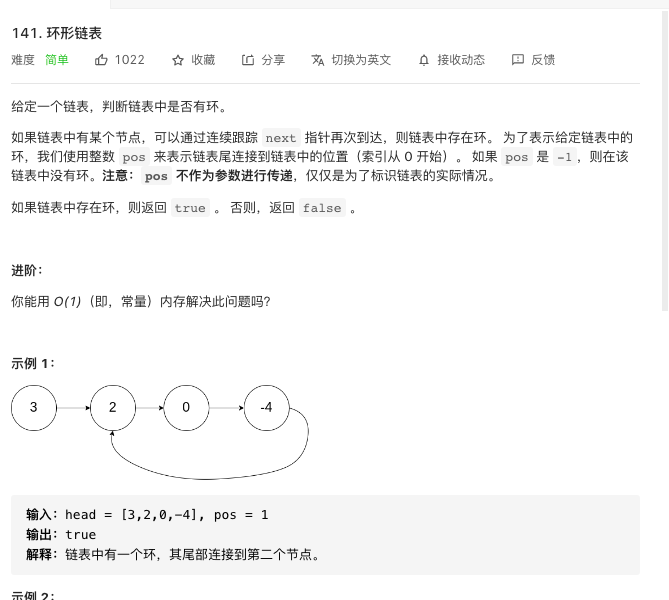 141. 环形链表
难度 简单 1022 收藏 分享 切换为英文 接收动态 反馈
给定一个链表，判断链表中是否有环。
如果链表中有某个节点，可以通过连续跟踪 next 指针再次到达，则链表中存在环。 为了表示给定链表中的
环，我们使用整数 pos 来表示链表尾连接到链表中的位置（索引从 0 开始）。 如果 pos 是 -1，则在该
链表中没有环。注意：pos 不作为参数进行传递，仅仅是为了标识链表的实际情况。
如果链表中存在环，则返回 true 。 否则，返回 false 。
进阶：
你能用 O(1)（即，常量）内存解决此问题吗？
示例 1：
3 2 0 -4
输入：head = [3,2,0,-4], pos = 1
输出：true
解释：链表中有一个环，其尾部连接到第二个节点。
示例 2：